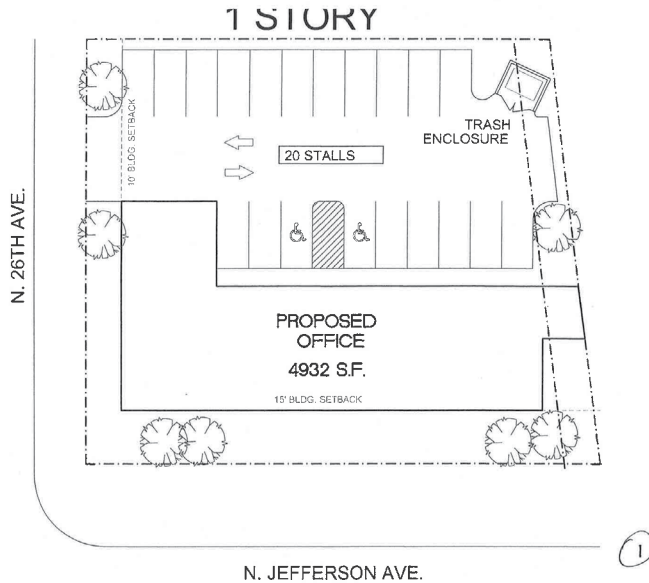 1 STORY
10' BLDG. SETBACK
TRASH
ENCLOSURE
20 STALLS
N. 26TH AVE.
PROPOSED
OFFICE
4932 S.F.
15' BLDG. SETBACK
N. JEFFERSON AVE.
1